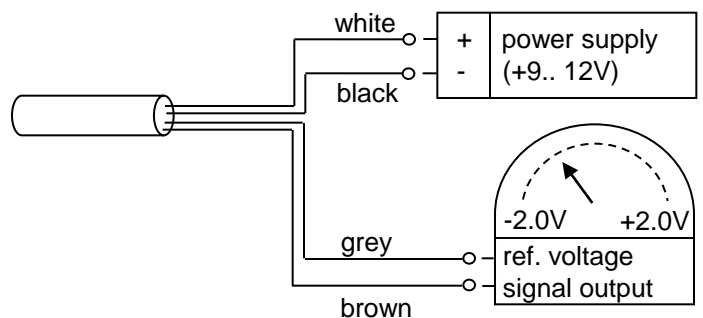 white
+ power supply
- (+9.. 12V)
black
-2.0V +2.0V
grey
ref. voltage
signal output
brown